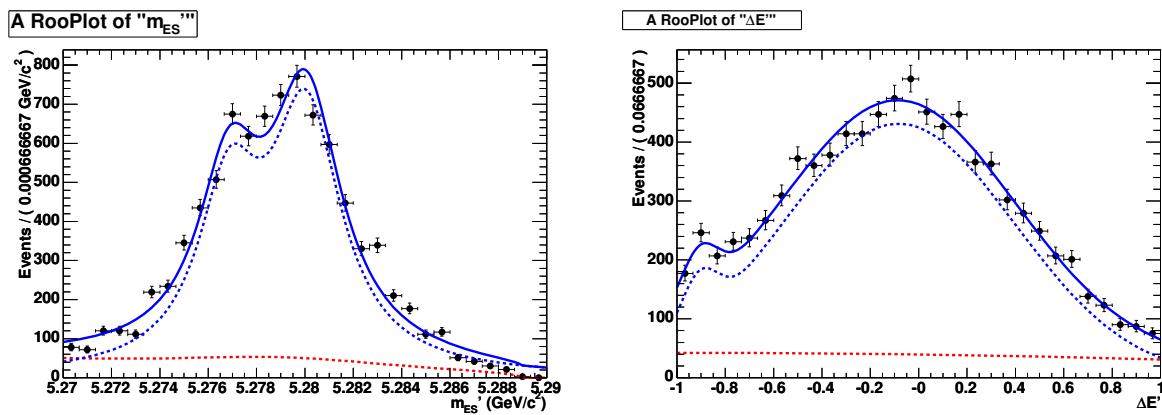 A RooPlot of "m_ES'"
Events / ( 0.000666667 GeV/c²
800
700
600
500
400
300
200
100
0
5.27 5.272 5.274 5.276 5.278 5.28 5.282 5.284 5.286 5.288 5.29
m_ES' (GeV/c²)
A RooPlot of "ΔE'"
Events / ( 0.0666667)
500
400
300
200
100
0
-1 -0.8 -0.6 -0.4 -0.2 -0 0.2 0.4 0.6 0.8 1
ΔE'